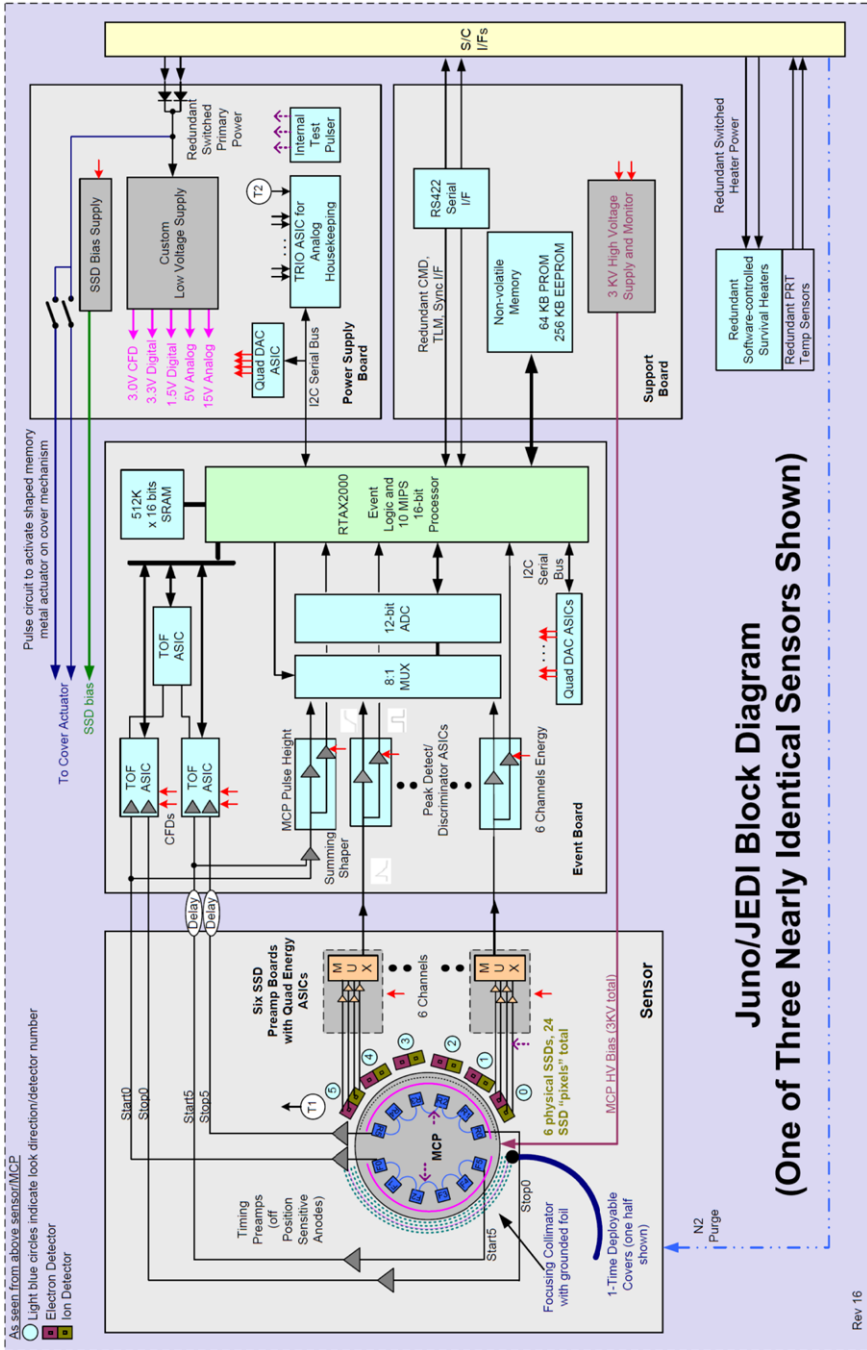 As seen from above sensor/MCP
Light blue circles indicate look direction/detector number
Electron Detector
Ion Detector
Start0
Stop0
Start5
Stop5
Timing
Preamps
(off
Position
Sensitive
Anodes)
T1
MCP
Start5
Stop0
5
4
3
2
1
0
Six SSD
Preamp Boards
with Quad Energy
ASICs
M
U
X
6 Channels
M
U
X
6 physical SSDs, 24
SSD "pixels" total
Focusing Collimator
with grounded foil
1-Time Deployable
Covers (one half
shown)
MCP HV Bias (3KV total)
Sensor
Delay
Delay
Pulse circuit to activate shaped memory
metal actuator on cover mechanism
To Cover Actuator
SSD bias
TOF
ASIC
TOF
ASIC
TOF
ASIC
CFDs
Summing
Shaper
MCP Pulse Height
Peak Detect/
Discriminator ASICs
6 Channels Energy
8:1
MUX
12-bit
ADC
512K
x 16 bits
SRAM
RTAX2000
Event
Logic and
10 MIPS
16-bit
Processor
I2C
Serial
Bus
Quad DAC ASICs
Event Board
SSD Bias Supply
Redundant
Switched
Primary
Power
Custom
Low Voltage Supply
3.0V CFD
3.3V Digital
1.5V Digital
5V Analog
15V Analog
Internal
Test
Pulser
T2
TRIO ASIC for
Analog
Housekeeping
Quad DAC
ASIC
I2C Serial Bus
Power Supply
Board
RS422
Serial
I/F
Redundant CMD,
TLM, Sync I/F
Non-volatile
Memory
64 KB PROM
256 KB EEPROM
3 KV High Voltage
Supply and Monitor
Support
Board
S/C
I/Fs
Redundant Switched
Heater Power
Redundant
Software-controlled
Survival Heaters
Redundant PRT
Temp Sensors
N2
Purge
Juno/JEDI Block Diagram
(One of Three Nearly Identical Sensors Shown)
Rev 16